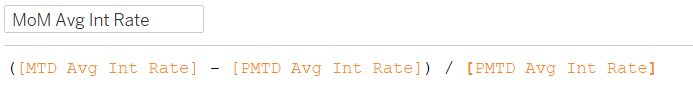 MoM Avg Int Rate
([MTD Avg Int Rate] - [PMTD Avg Int Rate]) / [PMTD Avg Int Rate]